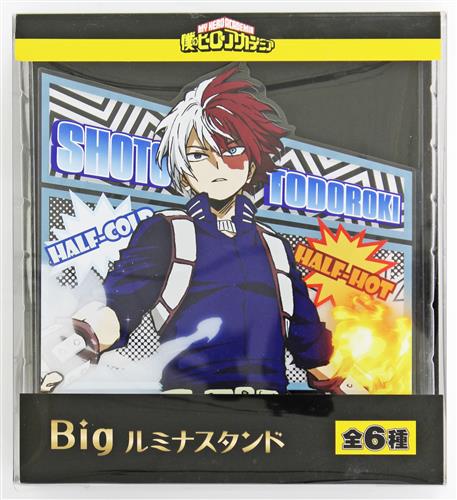 MY HERO ACADEMIA
僕のヒーローアカデミア
SHOTO
TODOROKI
HALF-COLD
HALF-HOT
Big ルミナスタンド
全6種